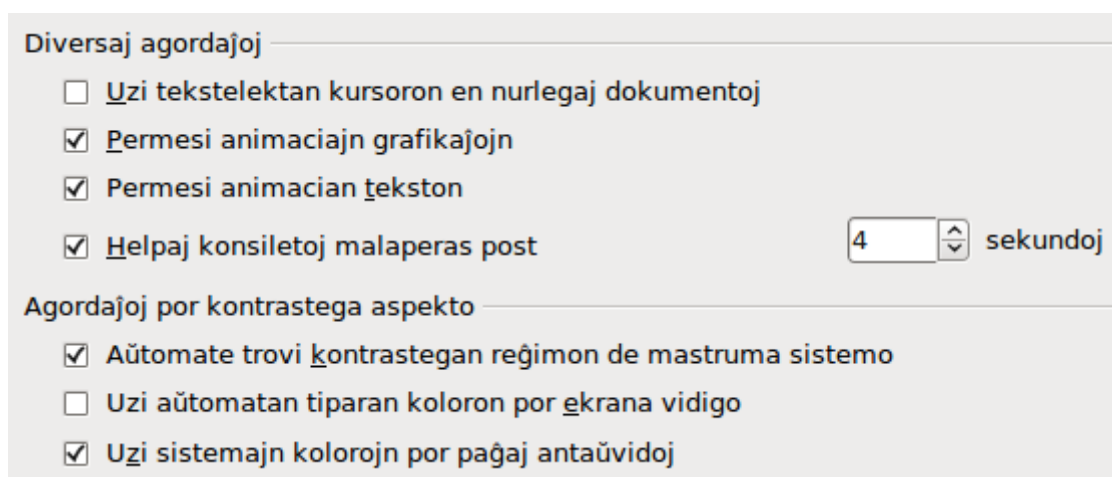 Diversaj agordaĵoj
Uzi tekstelektan kursoron en nurlegaj dokumentoj
Permesi animaciajn grafikaĵojn
Permesi animacian tekston
Helpaj konsiletoj malaperas post 4 sekundoj
Agordaĵoj por kontrastega aspekto
Aŭtomate trovi kontrastegan reĝimon de mastruma sistemo
Uzi aŭtomatan tiparan koloron por ekrana vidigo
Uzi sistemajn kolorojn por paĝaj antaŭvidoj